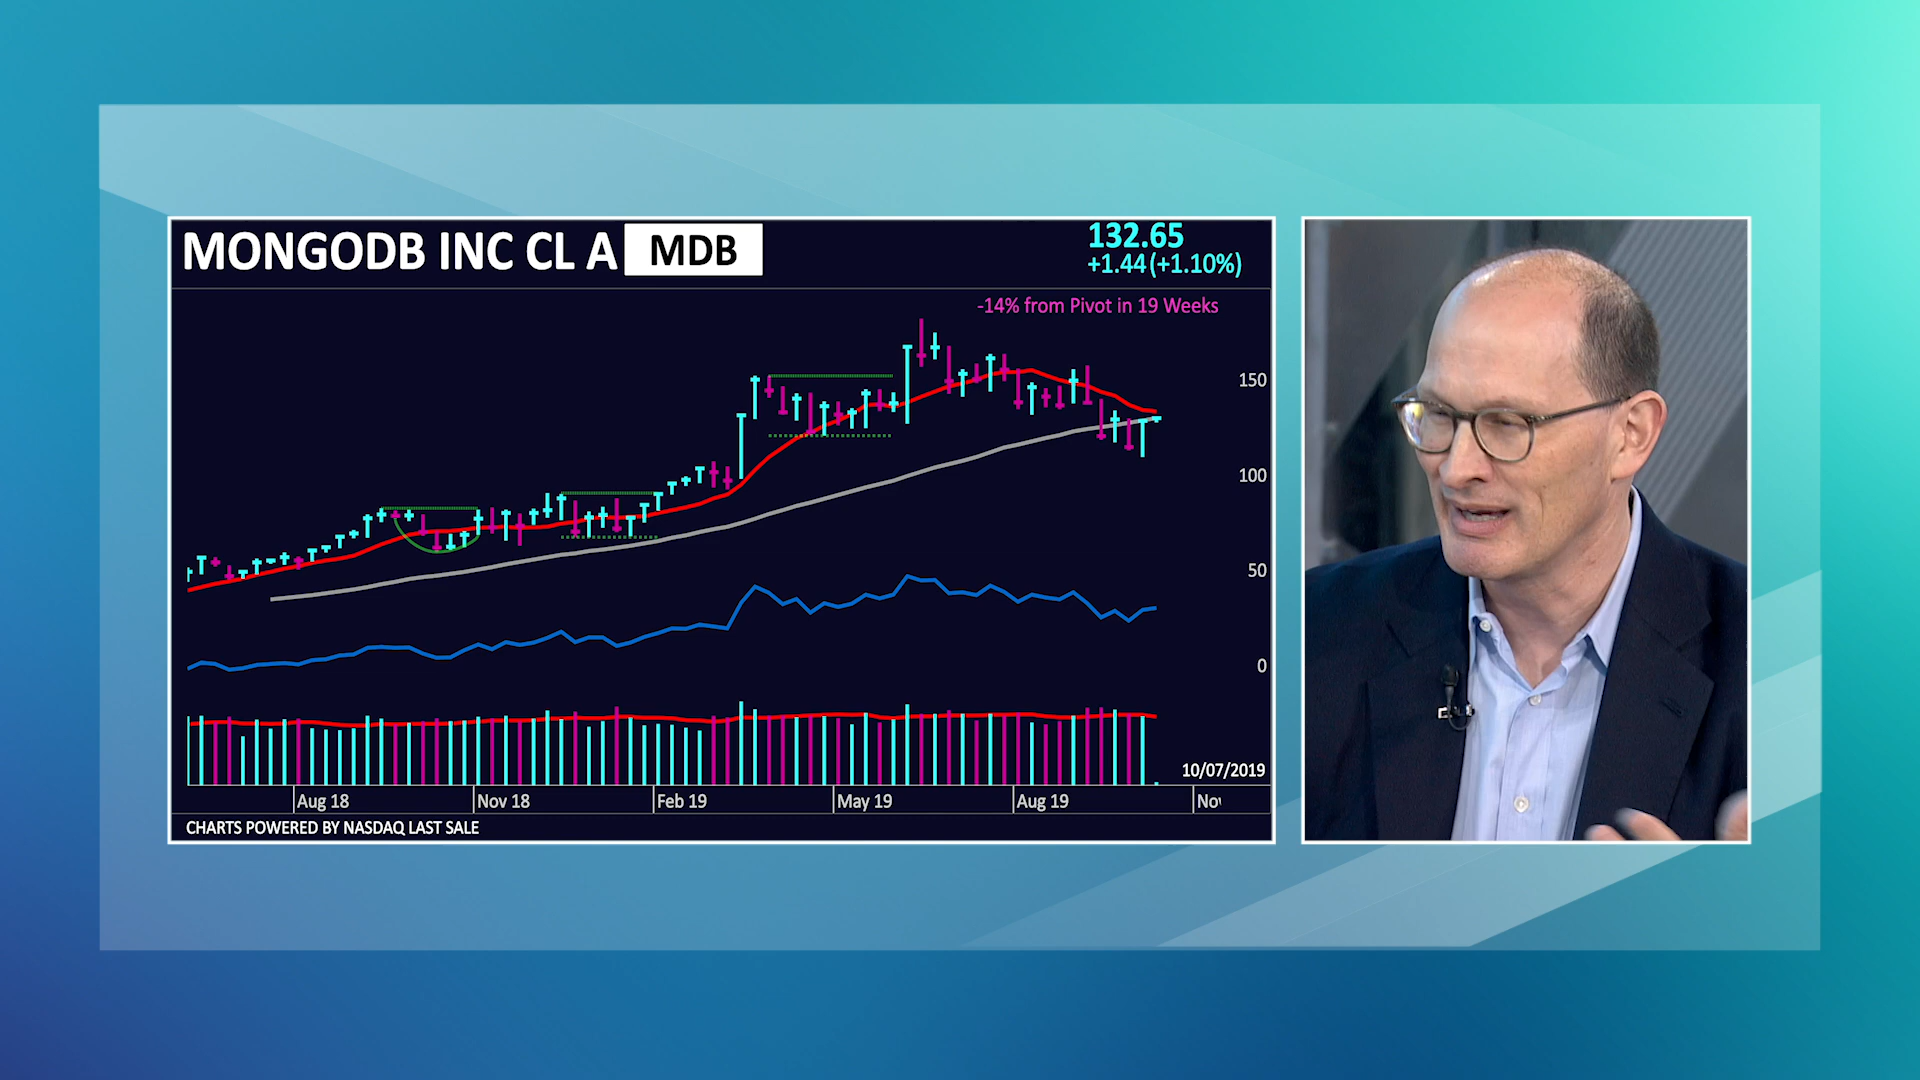 MONGODB INC CL A MDB
132.65
+1.44(+1.10%)
-14% from Pivot in 19 Weeks
150
100
50
0
10/07/2019
Aug 18 Nov 18 Feb 19 May 19 Aug 19 Nov
CHARTS POWERED BY NASDAQ LAST SALE